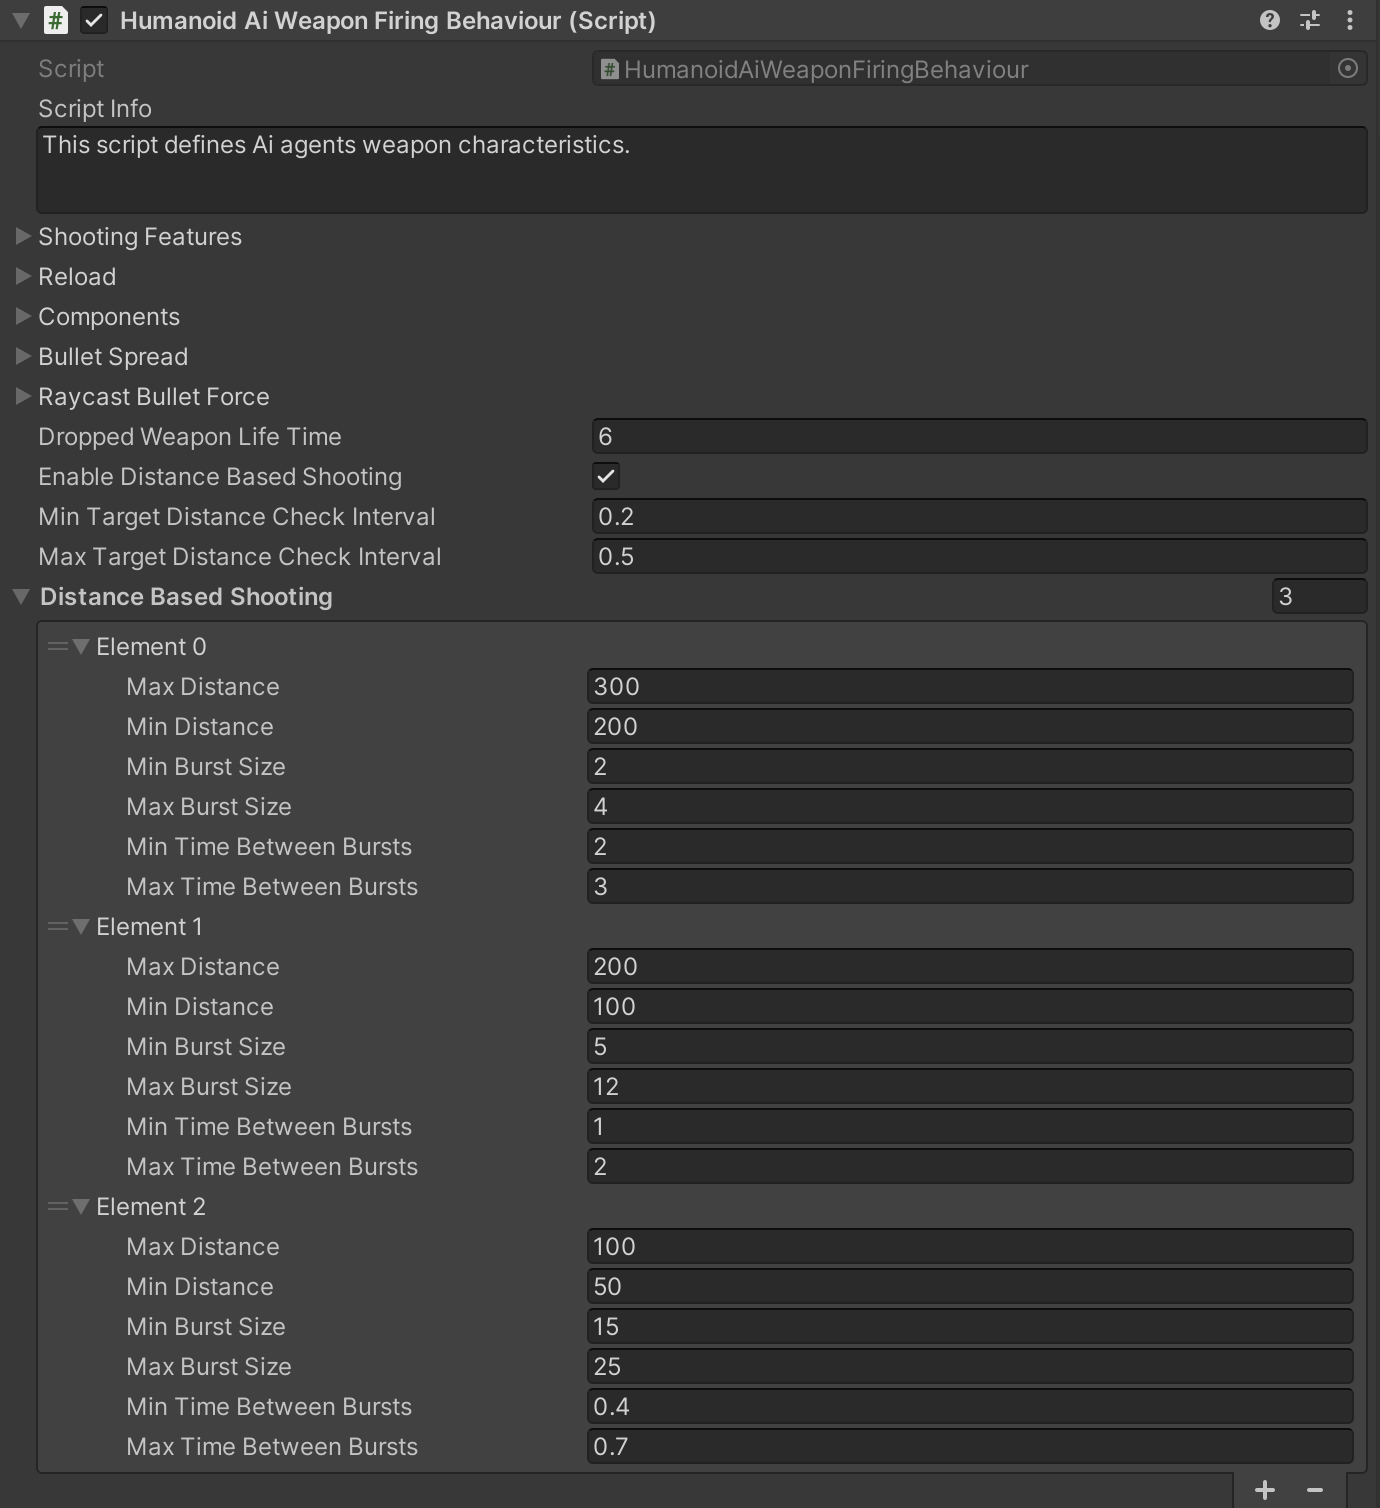 Humanoid Ai Weapon Firing Behaviour (Script)
Script HumanoidAiWeaponFiringBehaviour
Script Info
This script defines Ai agents weapon characteristics.
Shooting Features
Reload
Components
Bullet Spread
Raycast Bullet Force
Dropped Weapon Life Time 6
Enable Distance Based Shooting
Min Target Distance Check Interval 0.2
Max Target Distance Check Interval 0.5
Distance Based Shooting 3
Element 0
Max Distance 300
Min Distance 200
Min Burst Size 2
Max Burst Size 4
Min Time Between Bursts 2
Max Time Between Bursts 3
Element 1
Max Distance 200
Min Distance 100
Min Burst Size 5
Max Burst Size 12
Min Time Between Bursts 1
Max Time Between Bursts 2
Element 2
Max Distance 100
Min Distance 50
Min Burst Size 15
Max Burst Size 25
Min Time Between Bursts 0.4
Max Time Between Bursts 0.7